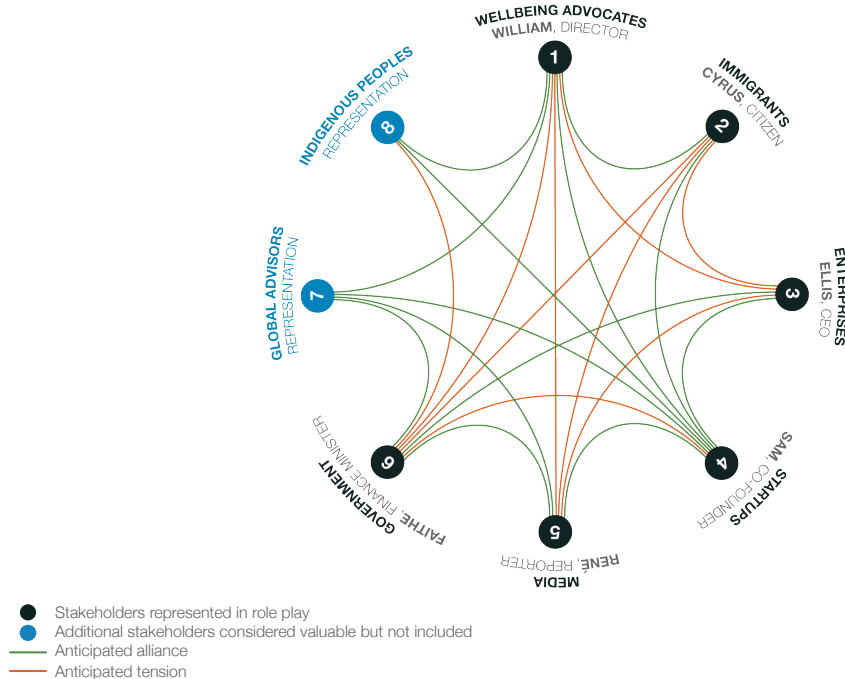 WELLBEING ADVOCATES
WILLIAM, DIRECTOR
1
IMMIGRANTS
CYRUS, CITIZEN
2
ENTERPRISES
ELLIS, CEO
3
SAM, CO-FOUNDER
STARTUPS
4
RENÉ, REPORTER
MEDIA
5
FAITHE, FINANCE MINISTER
GOVERNMENT
6
GLOBAL ADVISORS
REPRESENTATION
7
INDIGENOUS PEOPLES
REPRESENTATION
8
Stakeholders represented in role play
Additional stakeholders considered valuable but not included
Anticipated alliance
Anticipated tension